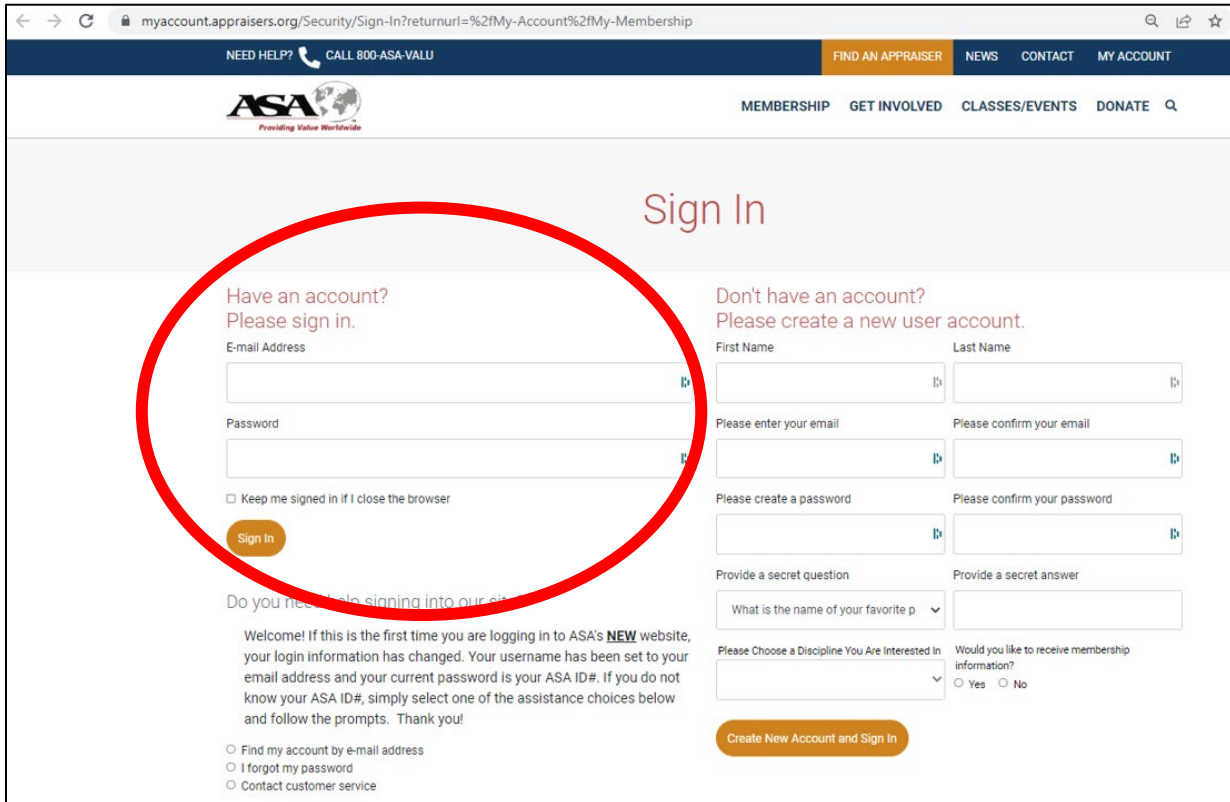 myaccount.appraisers.org/Security/Sign-In?returnurl=%2fMy-Account%2fMy-Membership
NEED HELP? CALL 800-ASA-VALU
FIND AN APPRAISER NEWS CONTACT MY ACCOUNT
ASA
Providing Value Worldwide
MEMBERSHIP GET INVOLVED CLASSES/EVENTS DONATE
Sign In
Have an account?
Please sign in.
E-mail Address
Password
Keep me signed in if I close the browser
Sign In
Do you need help signing into our site?
Welcome! If this is the first time you are logging in to ASA's NEW website,
your login information has changed. Your username has been set to your
email address and your current password is your ASA ID#. If you do not
know your ASA ID#, simply select one of the assistance choices below
and follow the prompts. Thank you!
Find my account by e-mail address
I forgot my password
Contact customer service
Don't have an account?
Please create a new user account.
First Name Last Name
Please enter your email Please confirm your email
Please create a password Please confirm your password
Provide a secret question Provide a secret answer
What is the name of your favorite p
Please Choose a Discipline You Are Interested In
Would you like to receive membership
information?
Yes No
Create New Account and Sign In